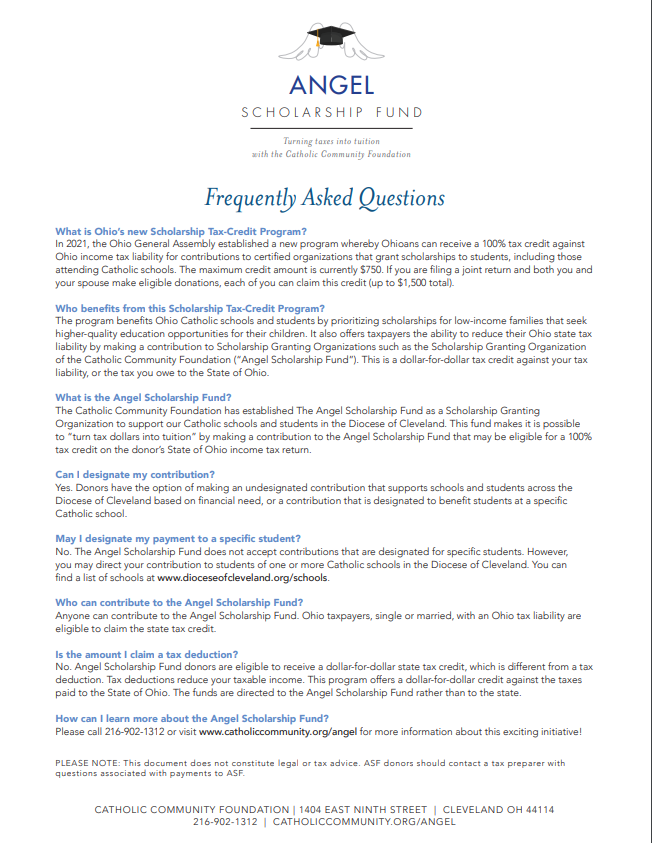 ANGEL
SCHOLARSHIP FUND
Turning taxes into tuition
with the Catholic Community Foundation
Frequently Asked Questions
What is Ohio's new Scholarship Tax-Credit Program?
In 2021, the Ohio General Assembly established a new program whereby Ohioans can receive a 100% tax credit against
Ohio income tax liability for contributions to certified organizations that grant scholarships to students, including those
attending Catholic schools. The maximum credit amount is currently $750. If you are filing a joint return and both you and
your spouse make eligible donations, each of you can claim this credit (up to $1,500 total).
Who benefits from this Scholarship Tax-Credit Program?
The program benefits Ohio Catholic schools and students by prioritizing scholarships for low-income families that seek
higher-quality education opportunities for their children. It also offers taxpayers the ability to reduce their Ohio state tax
liability by making a contribution to Scholarship Granting Organizations such as the Scholarship Granting Organization
of the Catholic Community Foundation ("Angel Scholarship Fund"). This is a dollar-for-dollar tax credit against your tax
liability, or the tax you owe to the State of Ohio.
What is the Angel Scholarship Fund?
The Catholic Community Foundation has established The Angel Scholarship Fund as a Scholarship Granting
Organization to support our Catholic schools and students in the Diocese of Cleveland. This fund makes it is possible
to "turn tax dollars into tuition" by making a contribution to the Angel Scholarship Fund that may be eligible for a 100%
tax credit on the donor's State of Ohio income tax return.
Can I designate my contribution?
Yes. Donors have the option of making an undesignated contribution that supports schools and students across the
Diocese of Cleveland based on financial need, or a contribution that is designated to benefit students at a specific
Catholic school.
May I designate my payment to a specific student?
No. The Angel Scholarship Fund does not accept contributions that are designated for specific students. However,
you may direct your contribution to students of one or more Catholic schools in the Diocese of Cleveland. You can
find a list of schools at www.dioceseofcleveland.org/schools.
Who can contribute to the Angel Scholarship Fund?
Anyone can contribute to the Angel Scholarship Fund. Ohio taxpayers, single or married, with an Ohio tax liability are
eligible to claim the state tax credit.
Is the amount I claim a tax deduction?
No. Angel Scholarship Fund donors are eligible to receive a dollar-for-dollar state tax credit, which is different from a tax
deduction. Tax deductions reduce your taxable income. This program offers a dollar-for-dollar credit against the taxes
paid to the State of Ohio. The funds are directed to the Angel Scholarship Fund rather than to the state.
How can I learn more about the Angel Scholarship Fund?
Please call 216-902-1312 or visit www.catholiccommunity.org/angel for more information about this exciting initiative!
PLEASE NOTE: This document does not constitute legal or tax advice. ASF donors should contact a tax preparer with
questions associated with payments to ASF.
CATHOLIC COMMUNITY FOUNDATION | 1404 EAST NINTH STREET | CLEVELAND OH 44114
216-902-1312 | CATHOLICCOMMUNITY.ORG/ANGEL